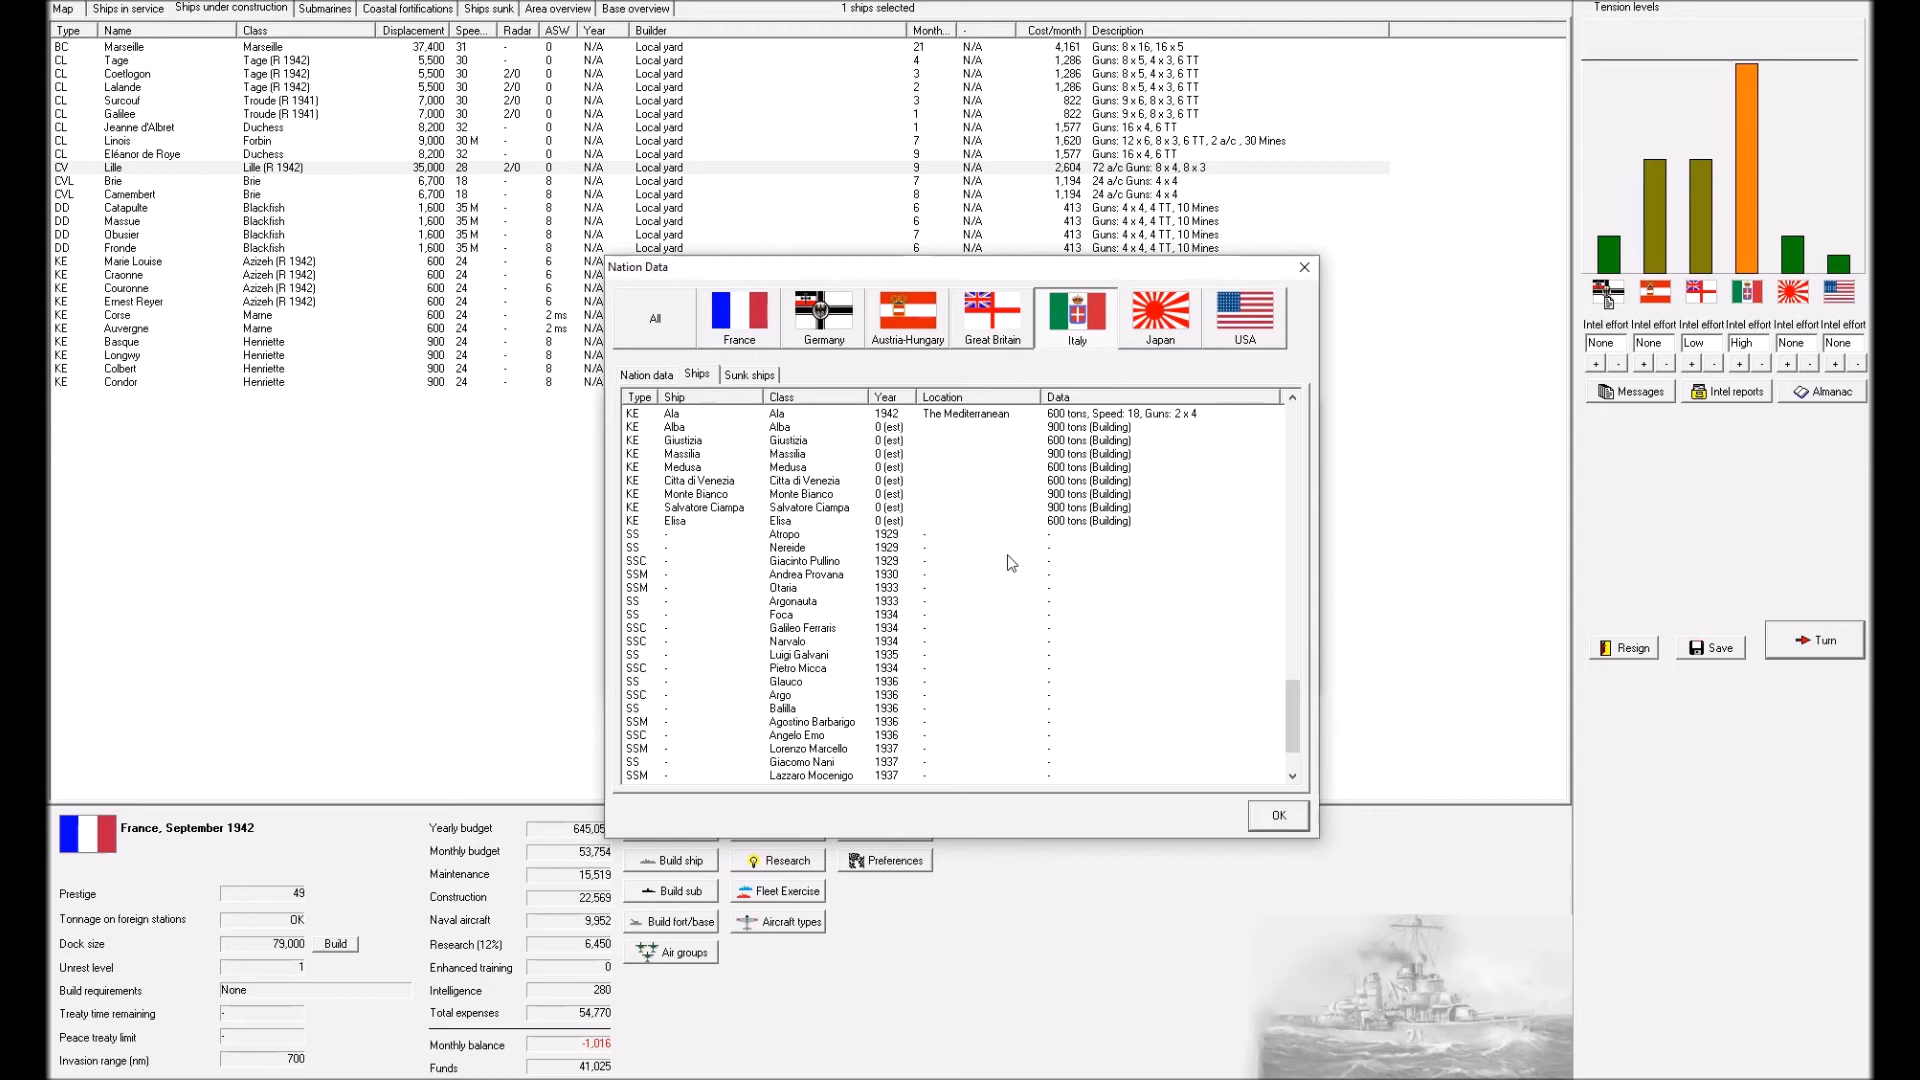 Map Ships in service Ships under construction Submarines Coastal fortifications Ships sunk Area overview Base overview 1 ships selected Tension levels
Type Name Class Displacement Spee... Radar ASW Year Builder Month... - Cost/month Description
BC Marseille Marseille 37,400 31 - 0 N/A Local yard 21 N/A 4,161 Guns: 8 x 16, 16 x 5
CL Tage Tage (R 1942) 5,500 30 - 0 N/A Local yard 4 N/A 1,286 Guns: 8 x 5, 4 x 3, 6 TT
CL Coetlogon Tage (R 1942) 5,500 30 2/0 0 N/A Local yard 3 N/A 1,286 Guns: 8 x 5, 4 x 3, 6 TT
CL Lalande Tage (R 1942) 5,500 30 2/0 0 N/A Local yard 2 N/A 1,286 Guns: 8 x 5, 4 x 3, 6 TT
CL Surcouf Troude (R 1941) 7,000 30 2/0 0 N/A Local yard 3 N/A 822 Guns: 9 x 6, 8 x 3, 6 TT
CL Galilee Troude (R 1941) 7,000 30 2/0 0 N/A Local yard 1 N/A 822 Guns: 9 x 6, 8 x 3, 6 TT
CL Jeanne d'Albret Duchess 8,200 32 - 0 N/A Local yard 1 N/A 1,577 Guns: 16 x 4, 6 TT
CL Linois Forbin 9,000 30 M - 0 N/A Local yard 7 N/A 1,620 Guns: 12 x 6, 8 x 3, 6 TT, 2 a/c , 30 Mines
CL Eléanor de Roye Duchess 8,200 32 - 0 N/A Local yard 9 N/A 1,577 Guns: 16 x 4, 6 TT
CV Lille Lille (R 1942) 35,000 28 2/0 0 N/A Local yard 9 N/A 2,604 72 a/c Guns: 8 x 4, 8 x 3
CVL Brie Brie 6,700 18 - 8 N/A Local yard 7 N/A 1,194 24 a/c Guns: 4 x 4
CVL Camembert Brie 6,700 18 - 8 N/A Local yard 8 N/A 1,194 24 a/c Guns: 4 x 4
DD Catapulte Blackfish 1,600 35 M - 8 N/A Local yard 6 N/A 413 Guns: 4 x 4, 4 TT, 10 Mines
DD Massue Blackfish 1,600 35 M - 8 N/A Local yard 6 N/A 413 Guns: 4 x 4, 4 TT, 10 Mines
DD Obusier Blackfish 1,600 35 M - 8 N/A Local yard 7 N/A 413 Guns: 4 x 4, 4 TT, 10 Mines
DD Fronde Blackfish 1,600 35 M - 8 N/A Local yard 6 N/A 413 Guns: 4 x 4, 4 TT, 10 Mines
KE Marie Louise Azizeh (R 1942) 600 24 - 6 N/A
KE Craonne Azizeh (R 1942) 600 24 - 6 N/A
KE Couronne Azizeh (R 1942) 600 24 - 6 N/A
KE Ernest Reyer Azizeh (R 1942) 600 24 - 6 N/A
KE Corse Marne 600 24 - 2 ms N/A
KE Auvergne Marne 600 24 - 2 ms N/A
KE Basque Henriette 900 24 - 8 N/A
KE Longwy Henriette 900 24 - 8 N/A
KE Colbert Henriette 900 24 - 8 N/A
KE Condor Henriette 900 24 - 8 N/A
Nation Data
All France Germany Austria-Hungary Great Britain Italy Japan USA
Nation data Ships Sunk ships
Type Ship Class Year Location Data
KE Ala Ala 1942 The Mediterranean 600 tons, Speed: 18, Guns: 2 x 4
KE Alba Alba 0 (est) 900 tons (Building)
KE Giustizia Giustizia 0 (est) 600 tons (Building)
KE Massilia Massilia 0 (est) 900 tons (Building)
KE Medusa Medusa 0 (est) 600 tons (Building)
KE Citta di Venezia Citta di Venezia 0 (est) 600 tons (Building)
KE Monte Bianco Monte Bianco 0 (est) 900 tons (Building)
KE Salvatore Ciampa Salvatore Ciampa 0 (est) 900 tons (Building)
KE Elisa Elisa 0 (est) 600 tons (Building)
SS - Atropo 1929 - -
SS - Nereide 1929 - -
SSC - Giacinto Pullino 1929 - -
SSM - Andrea Provana 1930 - -
SSM - Otaria 1933 - -
SS - Argonauta 1933 - -
SS - Foca 1934 - -
SSC - Galileo Ferraris 1934 - -
SSC - Narvalo 1934 - -
SS - Luigi Galvani 1935 - -
SSC - Pietro Micca 1934 - -
SS - Glauco 1936 - -
SSC - Argo 1936 - -
SS - Balilla 1936 - -
SSM - Agostino Barbarigo 1936 - -
SSC - Angelo Emo 1936 - -
SSM - Lorenzo Marcello 1937 - -
SS - Giacomo Nani 1937 - -
SSM - Lazzaro Mocenigo 1937 - -
OK
Intel effort Intel effort Intel effort Intel effort Intel effort Intel effort
None None Low High None None
+ - + - + - + - + - + -
Messages Intel reports Almanac
Resign Save Turn
France, September 1942
Prestige 49
Tonnage on foreign stations OK
Dock size 79,000 Build
Unrest level 1
Build requirements None
Treaty time remaining -
Peace treaty limit -
Invasion range (nm) 700
Yearly budget 645,05
Monthly budget 53,754
Maintenance 15,519
Construction 22,569
Naval aircraft 9,952
Research (12%) 6,450
Enhanced training 0
Intelligence 280
Total expenses 54,770
Monthly balance -1,016
Funds 41,025
Build ship Research Preferences
Build sub Fleet Exercise
Build fort/base Aircraft types
Air groups